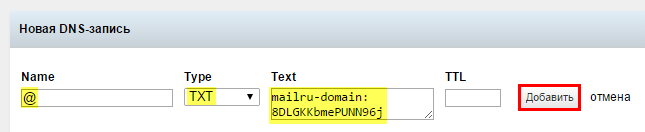 Новая DNS-запись
Name Type Text TTL
@ TXT mailru-domain: Добавить отмена
8DLGKKbmePUNN96j